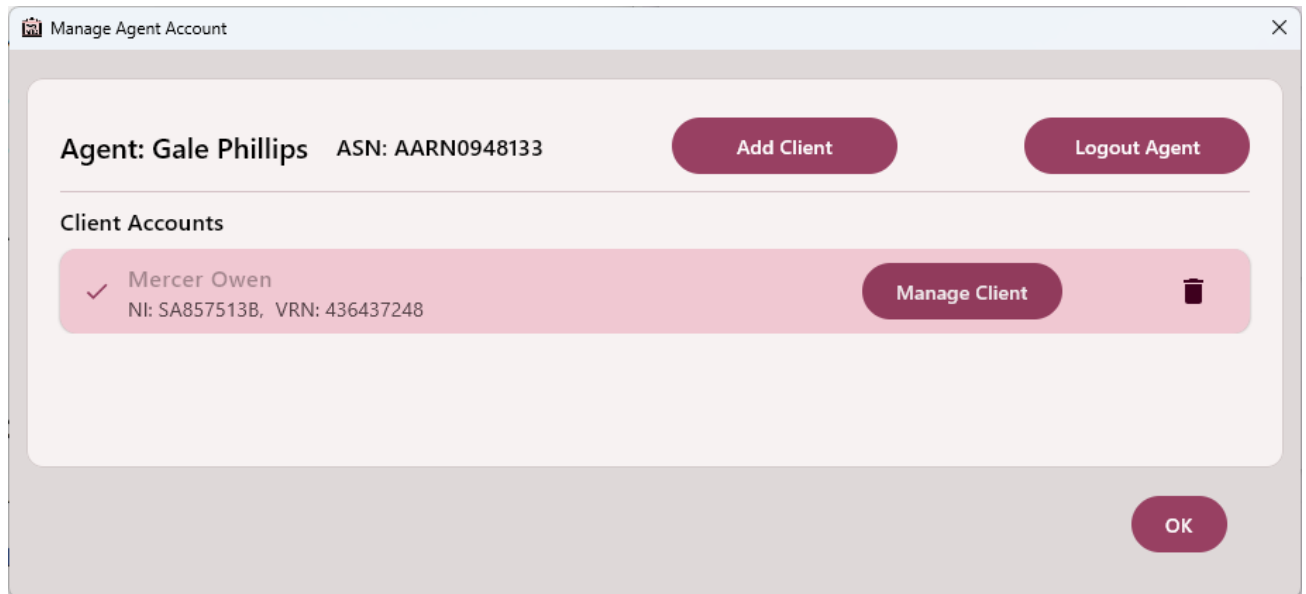 Manage Agent Account
Agent: Gale Phillips ASN: AARN0948133 Add Client Logout Agent
Client Accounts
Mercer Owen
NI: SA857513B, VRN: 436437248
Manage Client
OK